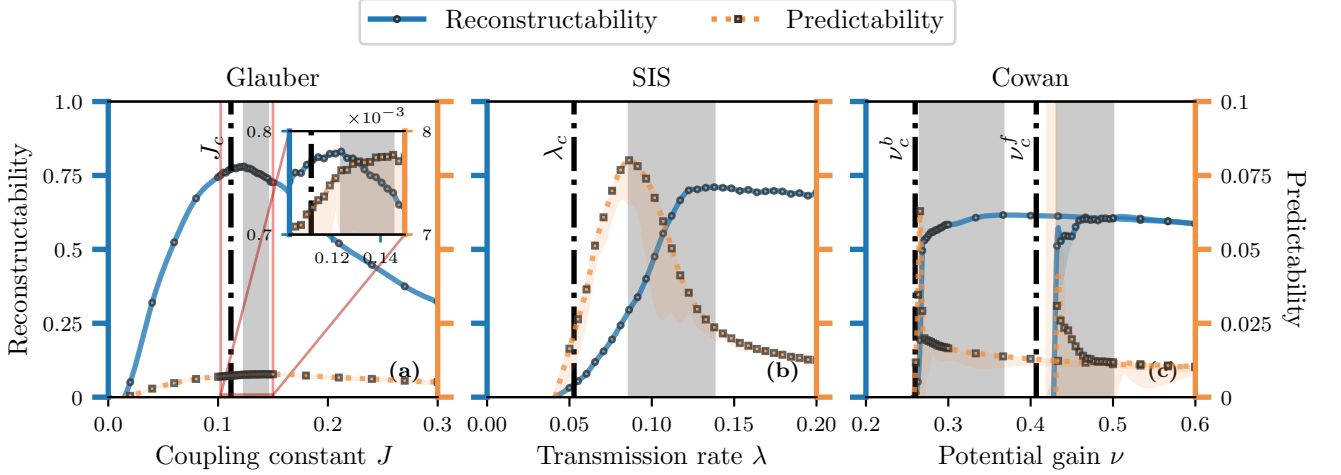 Reconstructability Predictability
Glauber SIS Cowan
Reconstructability
1.0
0.75
0.5
0.25
0
J_c
×10⁻³
0.8
0.7
8
7
0.12 0.14
(a)
0.0 0.1 0.2 0.3
Coupling constant J
λ_c
(b)
0.00 0.05 0.10 0.15 0.20
Transmission rate λ
ν_c^b
ν_c^f
(c)
0.2 0.3 0.4 0.5 0.6
Potential gain ν
0.1
0.075
0.05
0.025
0
Predictability